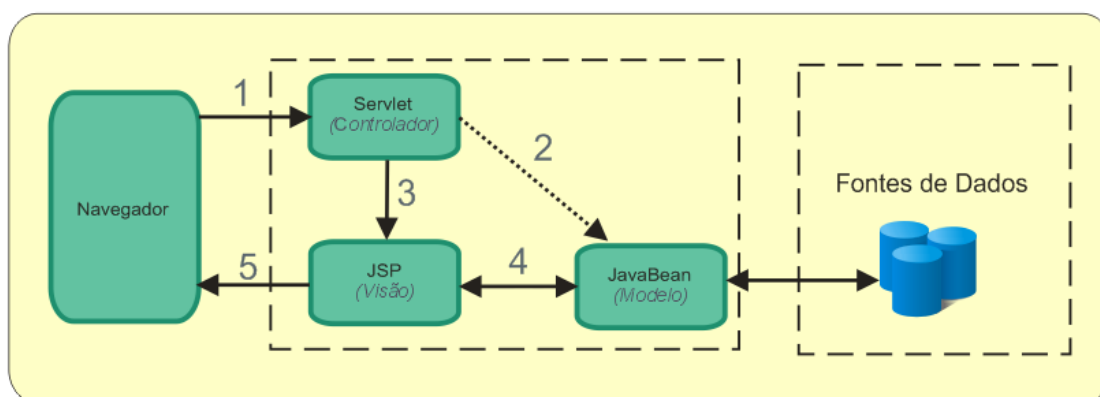 1
Servlet
(Controlador)
2
Navegador
3
Fontes de Dados
5
JSP
(Visão)
4
JavaBean
(Modelo)